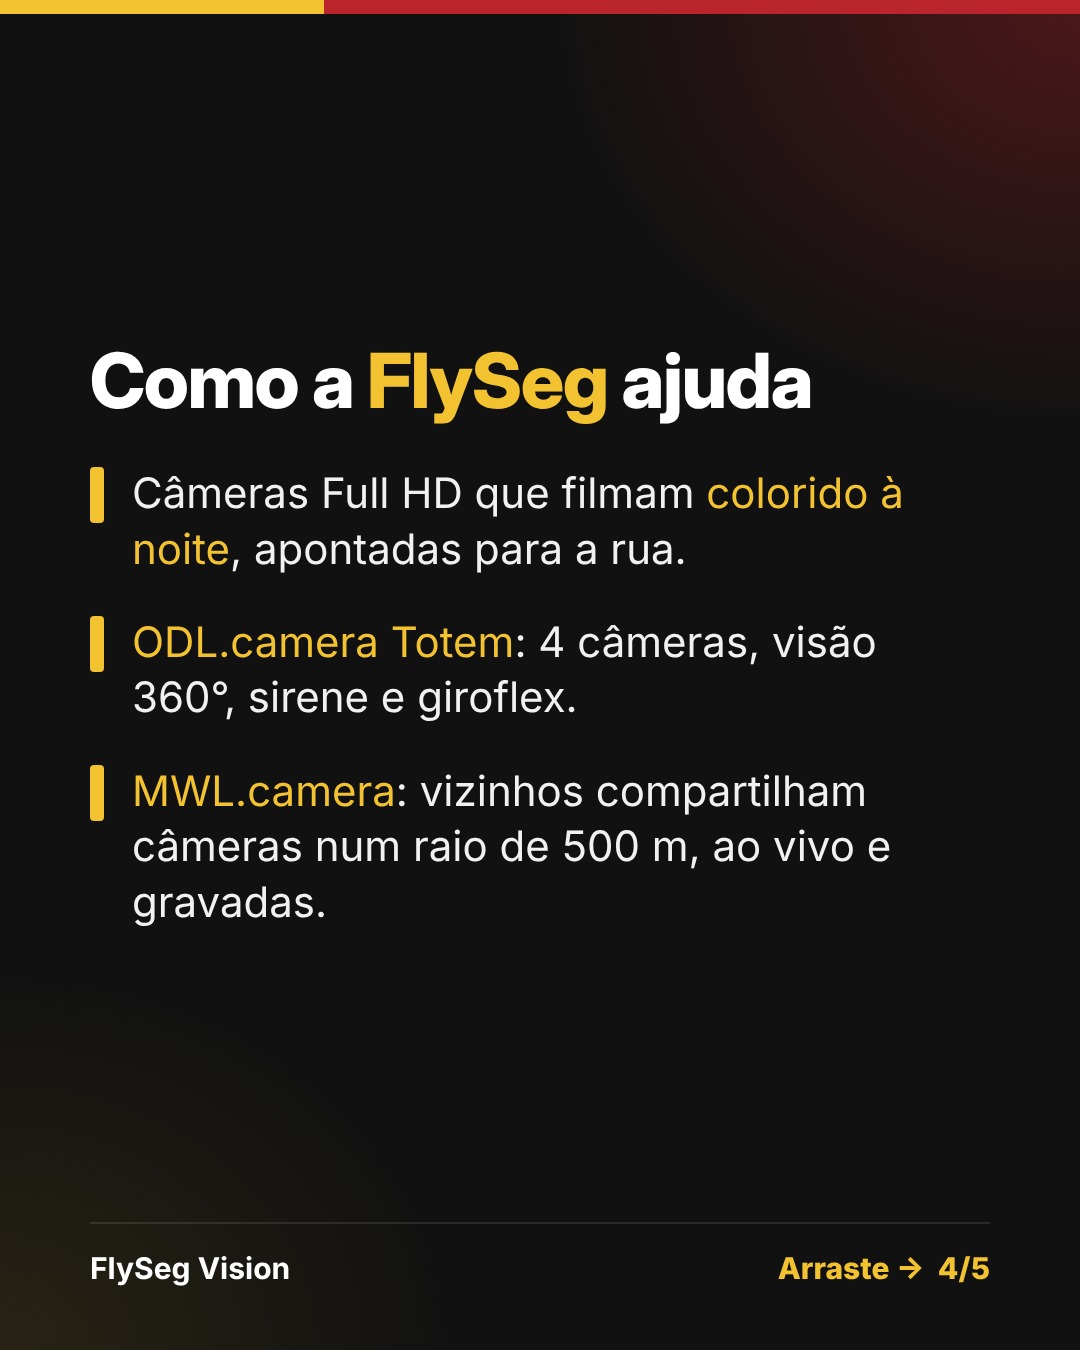 Como a FlySeg ajuda
Câmeras Full HD que filmam colorido à
noite, apontadas para a rua.
ODL.camera Totem: 4 câmeras, visão
360°, sirene e giroflex.
MWL.camera: vizinhos compartilham
câmeras num raio de 500 m, ao vivo e
gravadas.
FlySeg Vision
Arraste → 4/5